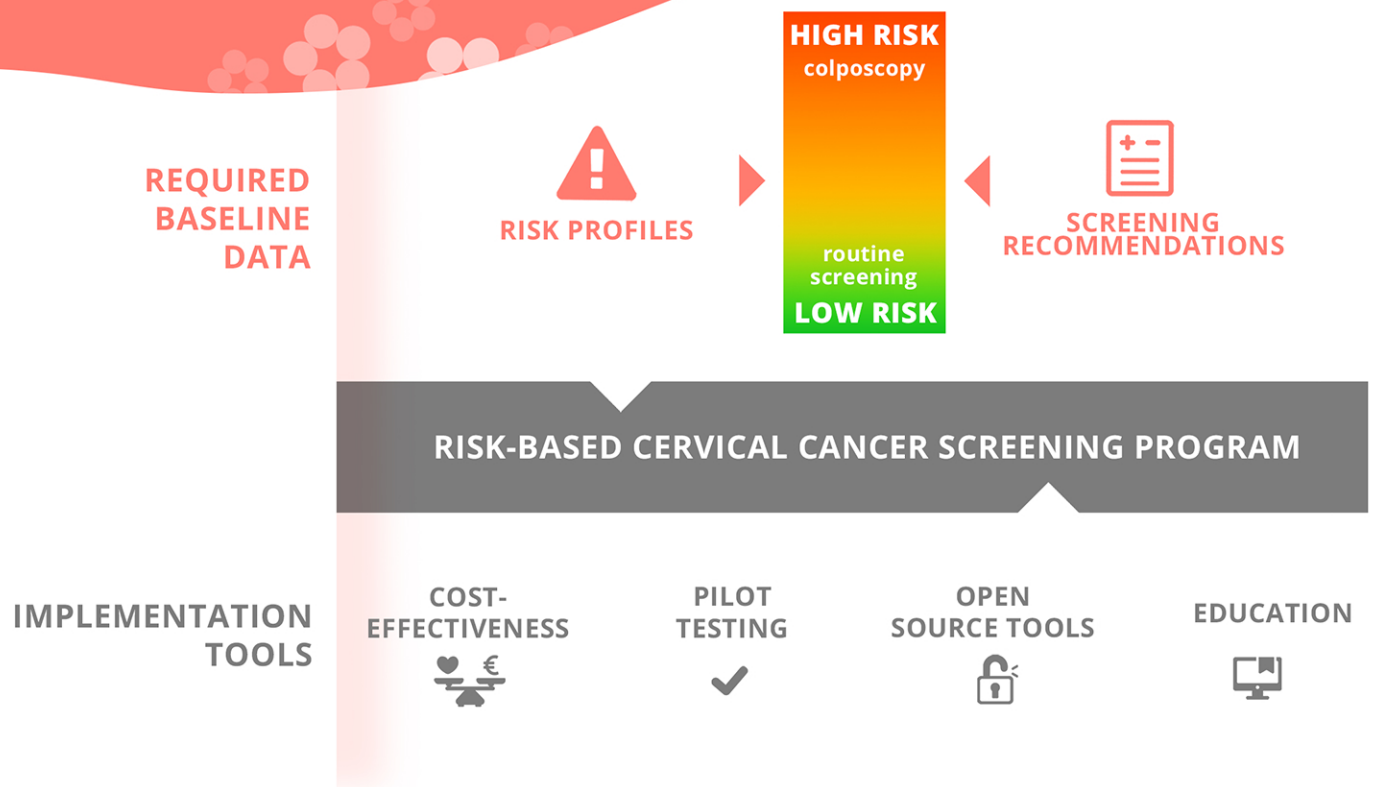 HIGH RISK
colposcopy
REQUIRED
BASELINE
DATA
RISK PROFILES
SCREENING
RECOMMENDATIONS
routine
screening
LOW RISK
RISK-BASED CERVICAL CANCER SCREENING PROGRAM
IMPLEMENTATION
TOOLS
COST-
EFFECTIVENESS
€
PILOT
TESTING
OPEN
SOURCE TOOLS
EDUCATION